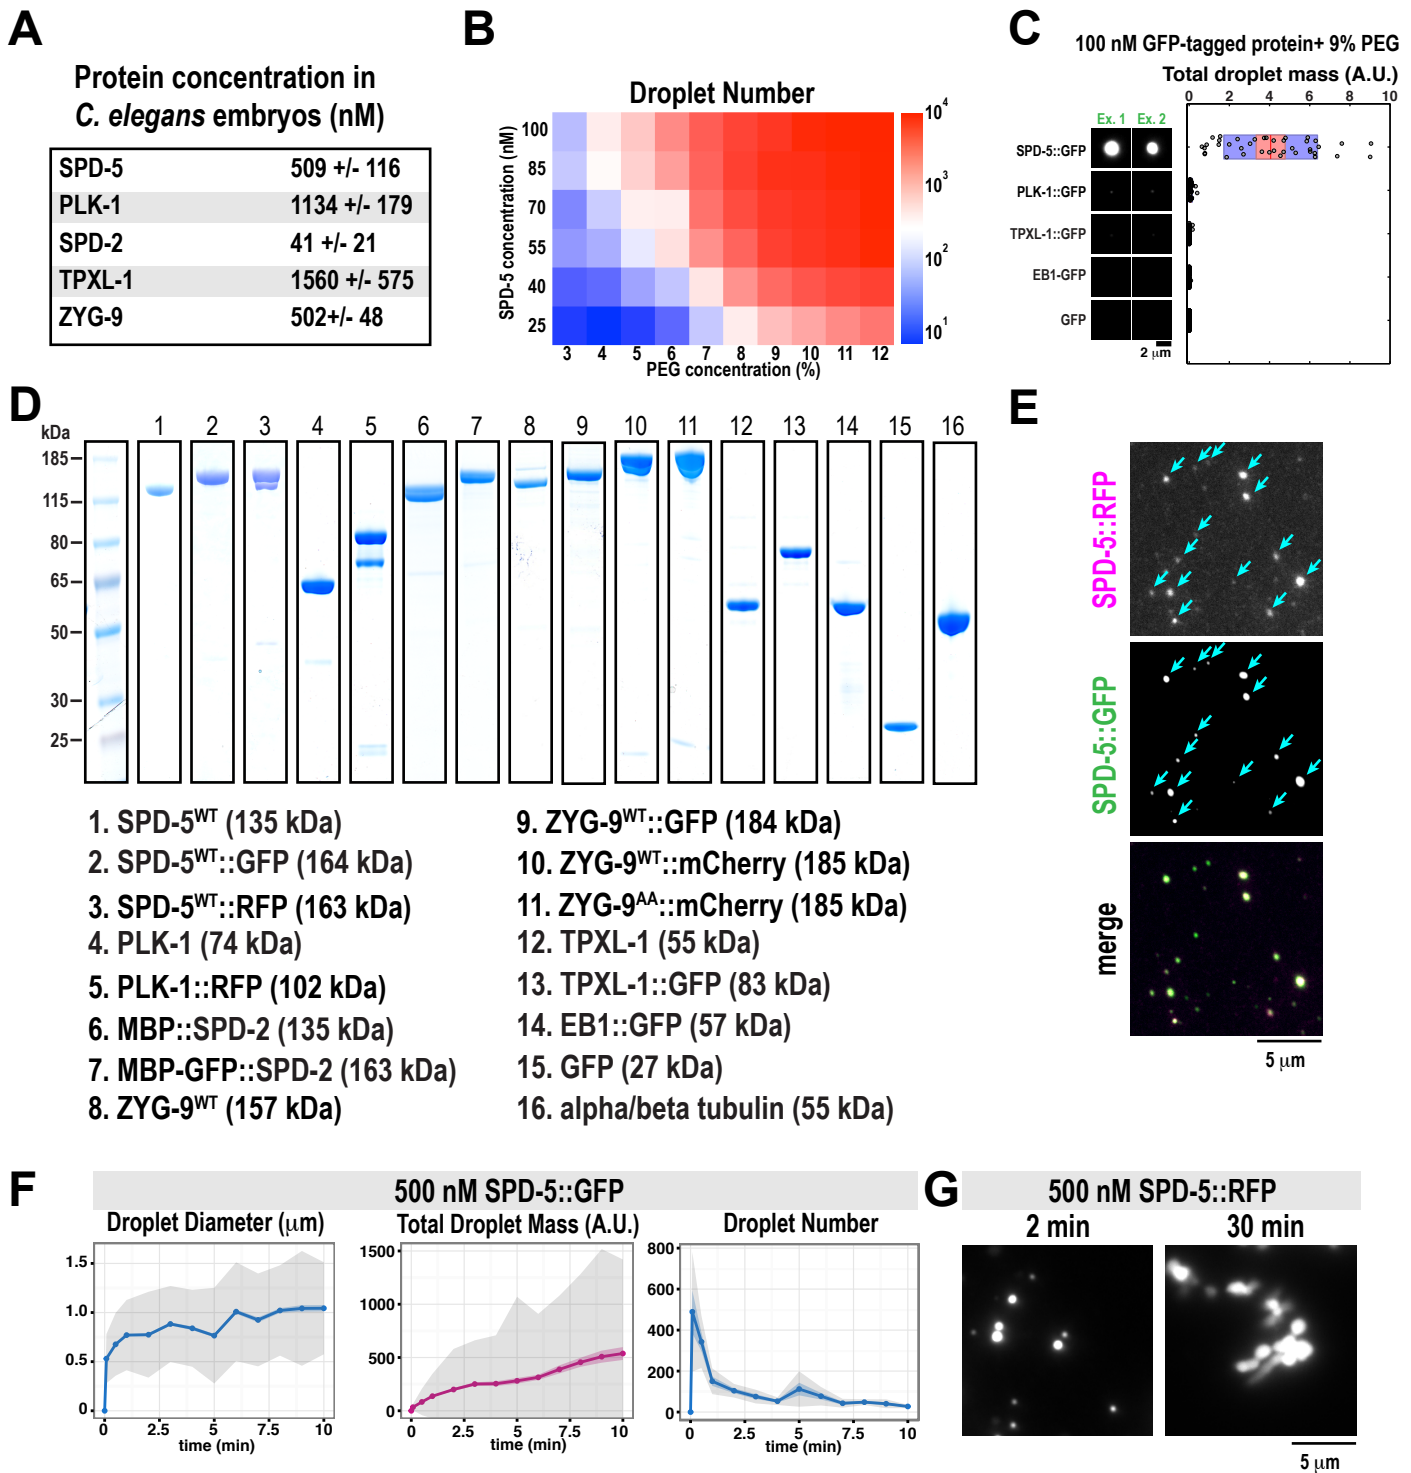 A
Protein concentration in
C. elegans embryos (nM)
SPD-5 509 +/- 116
PLK-1 1134 +/- 179
SPD-2 41 +/- 21
TPXL-1 1560 +/- 575
ZYG-9 502+/- 48
B
Droplet Number
SPD-5 concentration (nM)
100
85
70
55
40
25
3 4 5 6 7 8 9 10 11 12
PEG concentration (%)
10^4
10^3
10^2
10^1
C
100 nM GFP-tagged protein+ 9% PEG
Total droplet mass (A.U.)
0 2 4 6 8 10
Ex. 1 Ex. 2
SPD-5::GFP
PLK-1::GFP
TPXL-1::GFP
EB1-GFP
GFP
2 μm
D
kDa
1 2 3 4 5 6 7 8 9 10 11 12 13 14 15 16
185
115
80
65
50
30
25
1. SPD-5^WT (135 kDa)
2. SPD-5^WT::GFP (164 kDa)
3. SPD-5^WT::RFP (163 kDa)
4. PLK-1 (74 kDa)
5. PLK-1::RFP (102 kDa)
6. MBP::SPD-2 (135 kDa)
7. MBP-GFP::SPD-2 (163 kDa)
8. ZYG-9^WT (157 kDa)
9. ZYG-9^WT::GFP (184 kDa)
10. ZYG-9^WT::mCherry (185 kDa)
11. ZYG-9^AA::mCherry (185 kDa)
12. TPXL-1 (55 kDa)
13. TPXL-1::GFP (83 kDa)
14. EB1::GFP (57 kDa)
15. GFP (27 kDa)
16. alpha/beta tubulin (55 kDa)
E
SPD-5::RFP
SPD-5::GFP
merge
5 μm
F
500 nM SPD-5::GFP
Droplet Diameter (μm)
1.5
1.0
0.5
0
0 2.5 5 7.5 10
time (min)
Total Droplet Mass (A.U.)
1500
1000
500
0
0 2.5 5 7.5 10
time (min)
Droplet Number
800
600
400
200
0
0 2.5 5 7.5 10
time (min)
G
500 nM SPD-5::RFP
2 min 30 min
5 μm